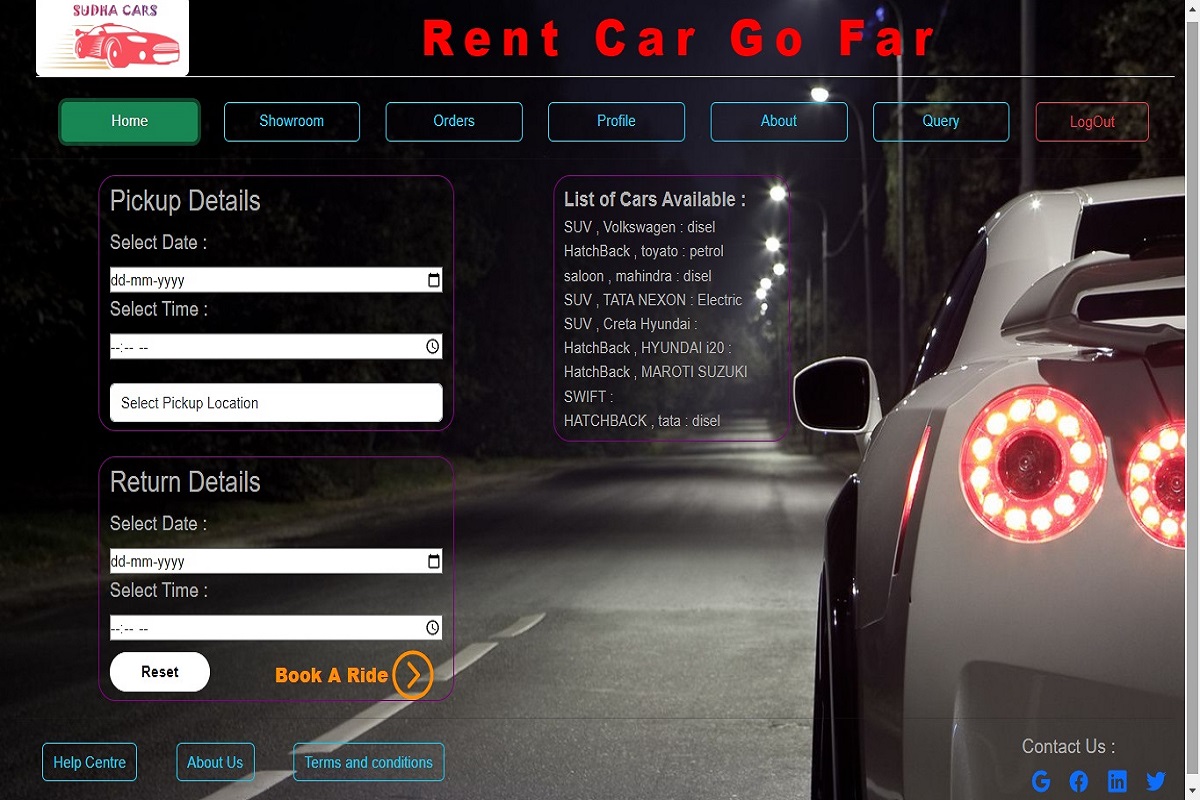 SUDHA CARS
Rent Car Go Far
Home
Showroom
Orders
Profile
About
Query
LogOut
Pickup Details
Select Date :
dd-mm-yyyy
Select Time :
--:-- --
Select Pickup Location
List of Cars Available :
SUV , Volkswagen : disel
HatchBack , toyato : petrol
saloon , mahindra : disel
SUV , TATA NEXON : Electric
SUV , Creta Hyundai :
HatchBack , HYUNDAI i20 :
HatchBack , MAROTI SUZUKI
SWIFT :
HATCHBACK , tata : disel
Return Details
Select Date :
dd-mm-yyyy
Select Time :
--:-- --
Reset
Book A Ride
Help Centre
About Us
Terms and conditions
Contact Us :